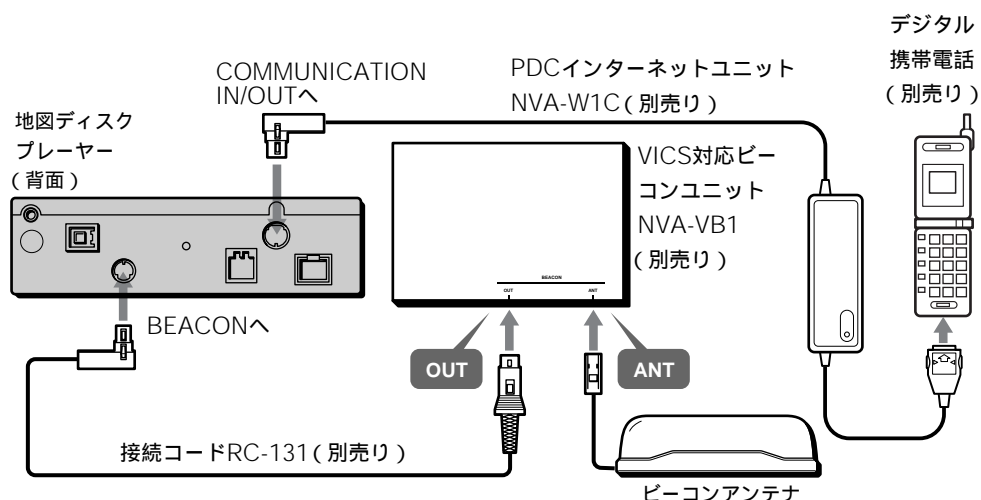 デジタル
携帯電話
（別売り）
COMMUNICATION
IN/OUTへ
PDCインターネットユニット
NVA-W1C（別売り）
地図ディスク
プレーヤー
（背面）
VICS対応ビー
コンユニット
NVA-VB1
（別売り）
BEACON
OUT
ANT
BEACONへ
OUT
ANT
接続コードRC-131（別売り）
ビーコンアンテナ